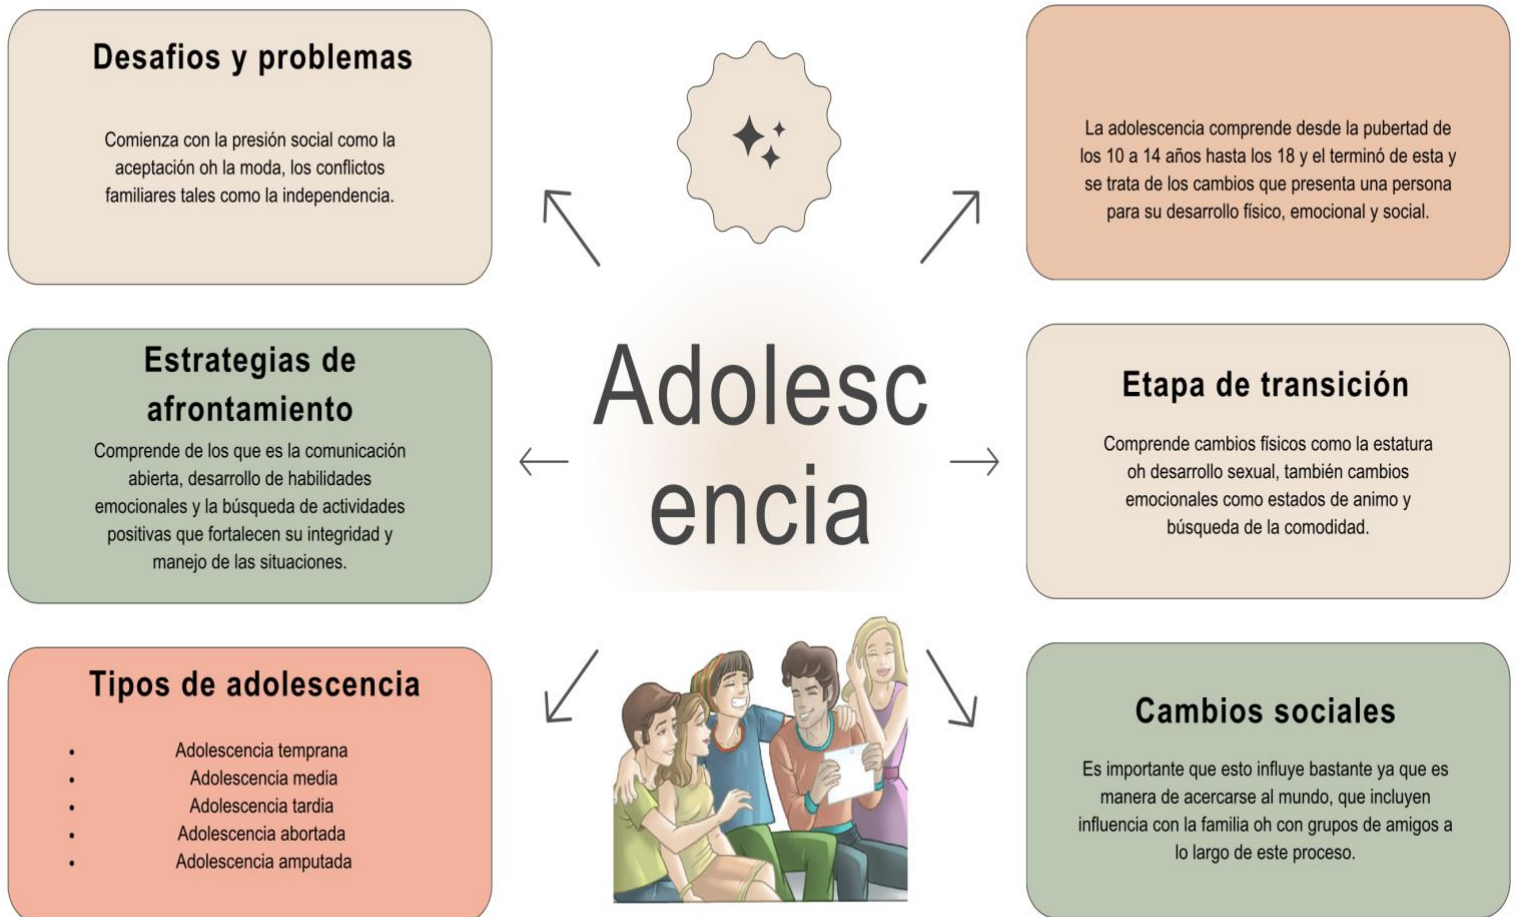 Desafios y problemas
Comienza con la presión social como la
aceptación oh la moda, los conflictos
familiares tales como la independencia.
Estrategias de
afrontamiento
Comprende de los que es la comunicación
abierta, desarrollo de habilidades
emocionales y la búsqueda de actividades
positivas que fortalecen su integridad y
manejo de las situaciones.
Tipos de adolescencia
• Adolescencia temprana
• Adolescencia media
• Adolescencia tardia
• Adolescencia abortada
• Adolescencia amputada
Adolesc
encia
La adolescencia comprende desde la pubertad de
los 10 a 14 años hasta los 18 y el terminó de esta y
se trata de los cambios que presenta una persona
para su desarrollo físico, emocional y social.
Etapa de transición
Comprende cambios físicos como la estatura
oh desarrollo sexual, también cambios
emocionales como estados de animo y
búsqueda de la comodidad.
Cambios sociales
Es importante que esto influye bastante ya que es
manera de acercarse al mundo, que incluyen
influencia con la familia oh con grupos de amigos a
lo largo de este proceso.